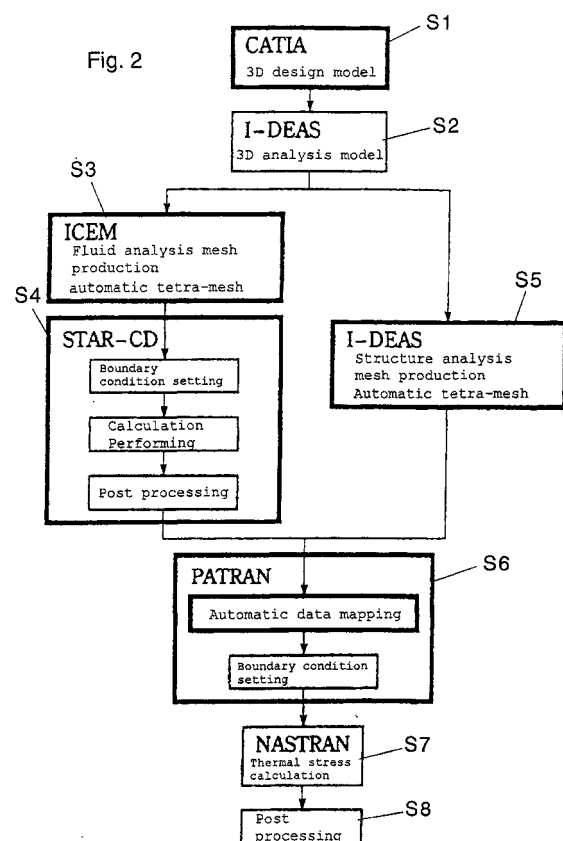 Fig. 2
S1
CATIA
3D design model
S2
I-DEAS
3D analysis model
S3
ICEM
Fluid analysis mesh
production
automatic tetra-mesh
S4
STAR-CD
Boundary
condition setting
Calculation
Performing
Post processing
S5
I-DEAS
Structure analysis
mesh production
Automatic tetra-mesh
S6
PATRAN
Automatic data mapping
Boundary condition
setting
S7
NASTRAN
Thermal stress
calculation
S8
Post
processing